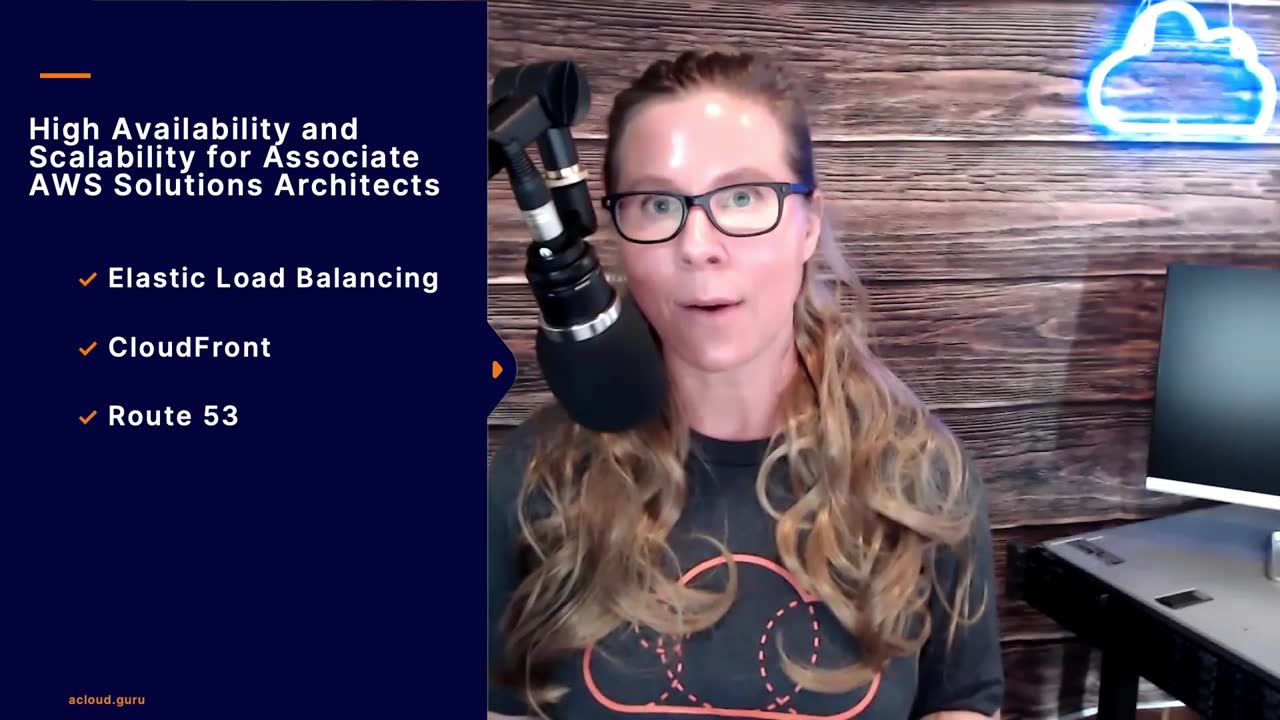 High Availability and
Scalability for Associate
AWS Solutions Architects
Elastic Load Balancing
CloudFront
Route 53
acloud.guru